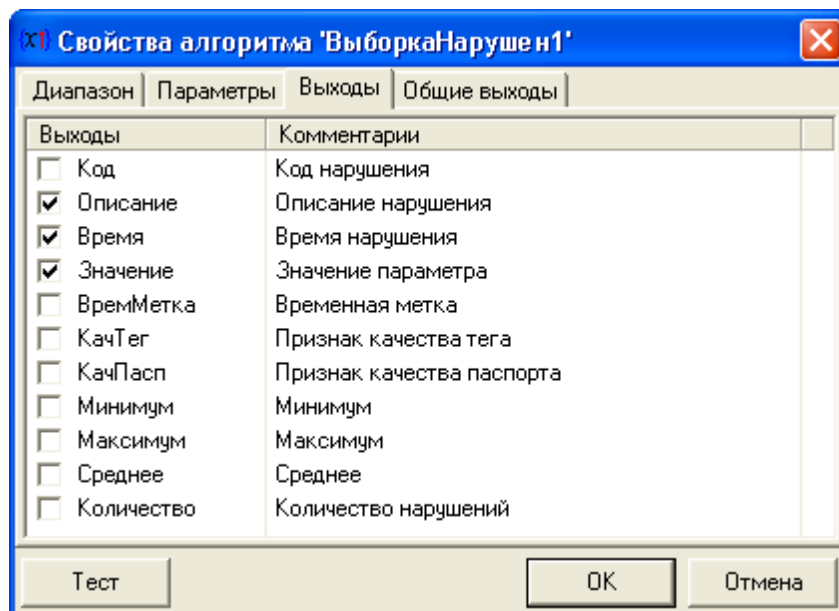 {x↑} Свойства алгоритма 'ВыборкаНарушен1'
Диапазон Параметры Выходы Общие выходы
Выходы Комментарии
Код Код нарушения
Описание Описание нарушения
Время Время нарушения
Значение Значение параметра
ВремМетка Временная метка
КачТег Признак качества тега
КачПасп Признак качества паспорта
Минимум Минимум
Максимум Максимум
Среднее Среднее
Количество Количество нарушений
Тест OK Отмена